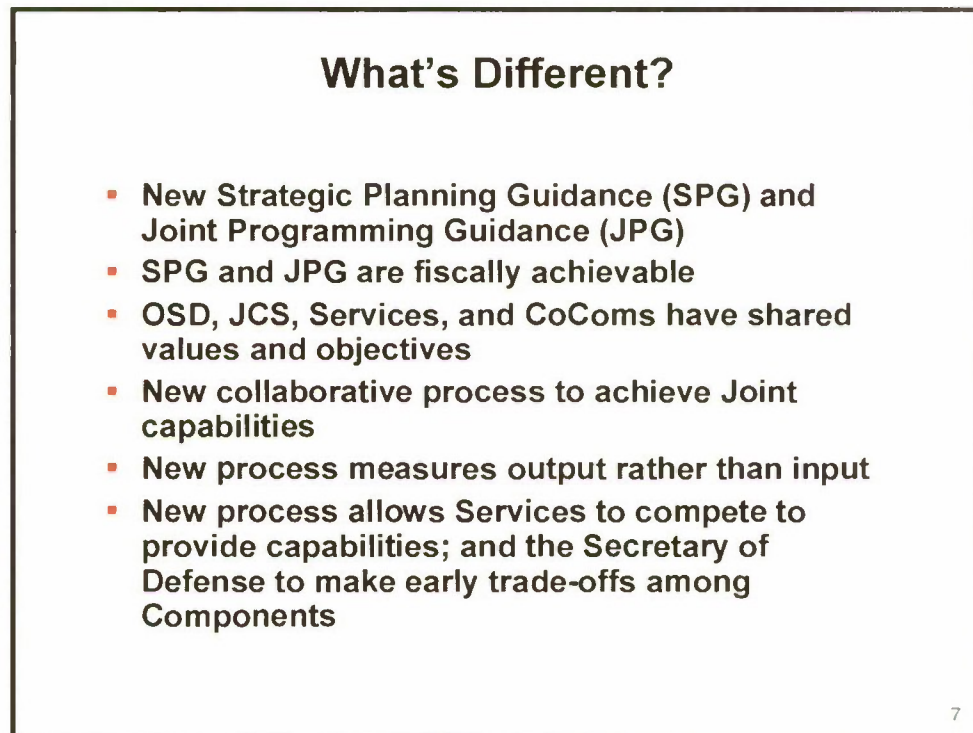 What's Different?
▪ New Strategic Planning Guidance (SPG) and
Joint Programming Guidance (JPG)
▪ SPG and JPG are fiscally achievable
▪ OSD, JCS, Services, and CoComs have shared
values and objectives
▪ New collaborative process to achieve Joint
capabilities
▪ New process measures output rather than input
▪ New process allows Services to compete to
provide capabilities; and the Secretary of
Defense to make early trade-offs among
Components
7